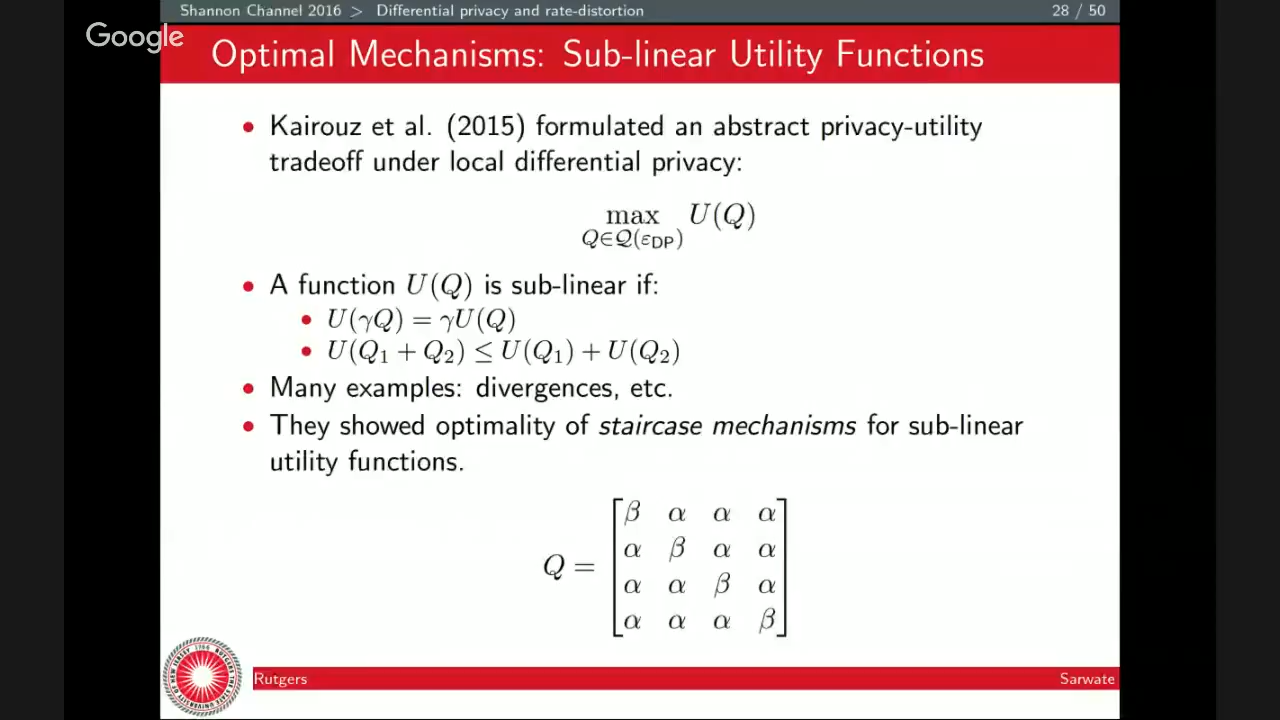 Shannon Channel 2016 > Differential privacy and rate-distortion 28 / 50
Google
Optimal Mechanisms: Sub-linear Utility Functions
• Kairouz et al. (2015) formulated an abstract privacy-utility
tradeoff under local differential privacy:
max U(Q)
Q∈𝒬(ε_DP)
• A function U(Q) is sub-linear if:
• U(γQ) = γU(Q)
• U(Q₁ + Q₂) ≤ U(Q₁) + U(Q₂)
• Many examples: divergences, etc.
• They showed optimality of staircase mechanisms for sub-linear
utility functions.
β α α α
α β α α
Q =
α α β α
α α α β
Rutgers Sarwate